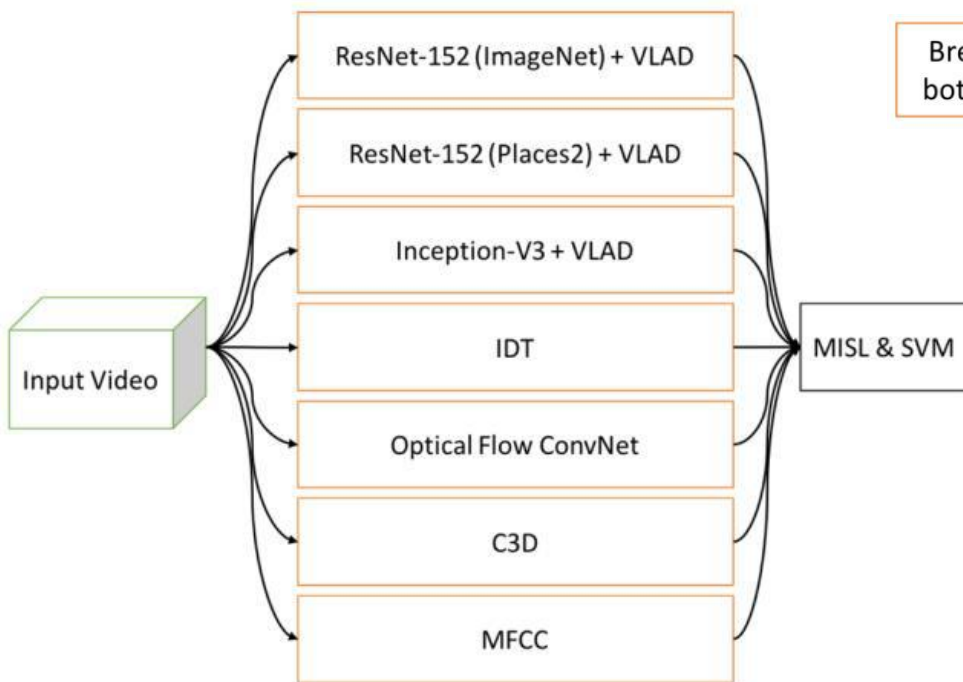 ResNet-152 (ImageNet) + VLAD
ResNet-152 (Places2) + VLAD
Inception-V3 + VLAD
IDT
Optical Flow ConvNet
C3D
MFCC
Input Video
MISL & SVM